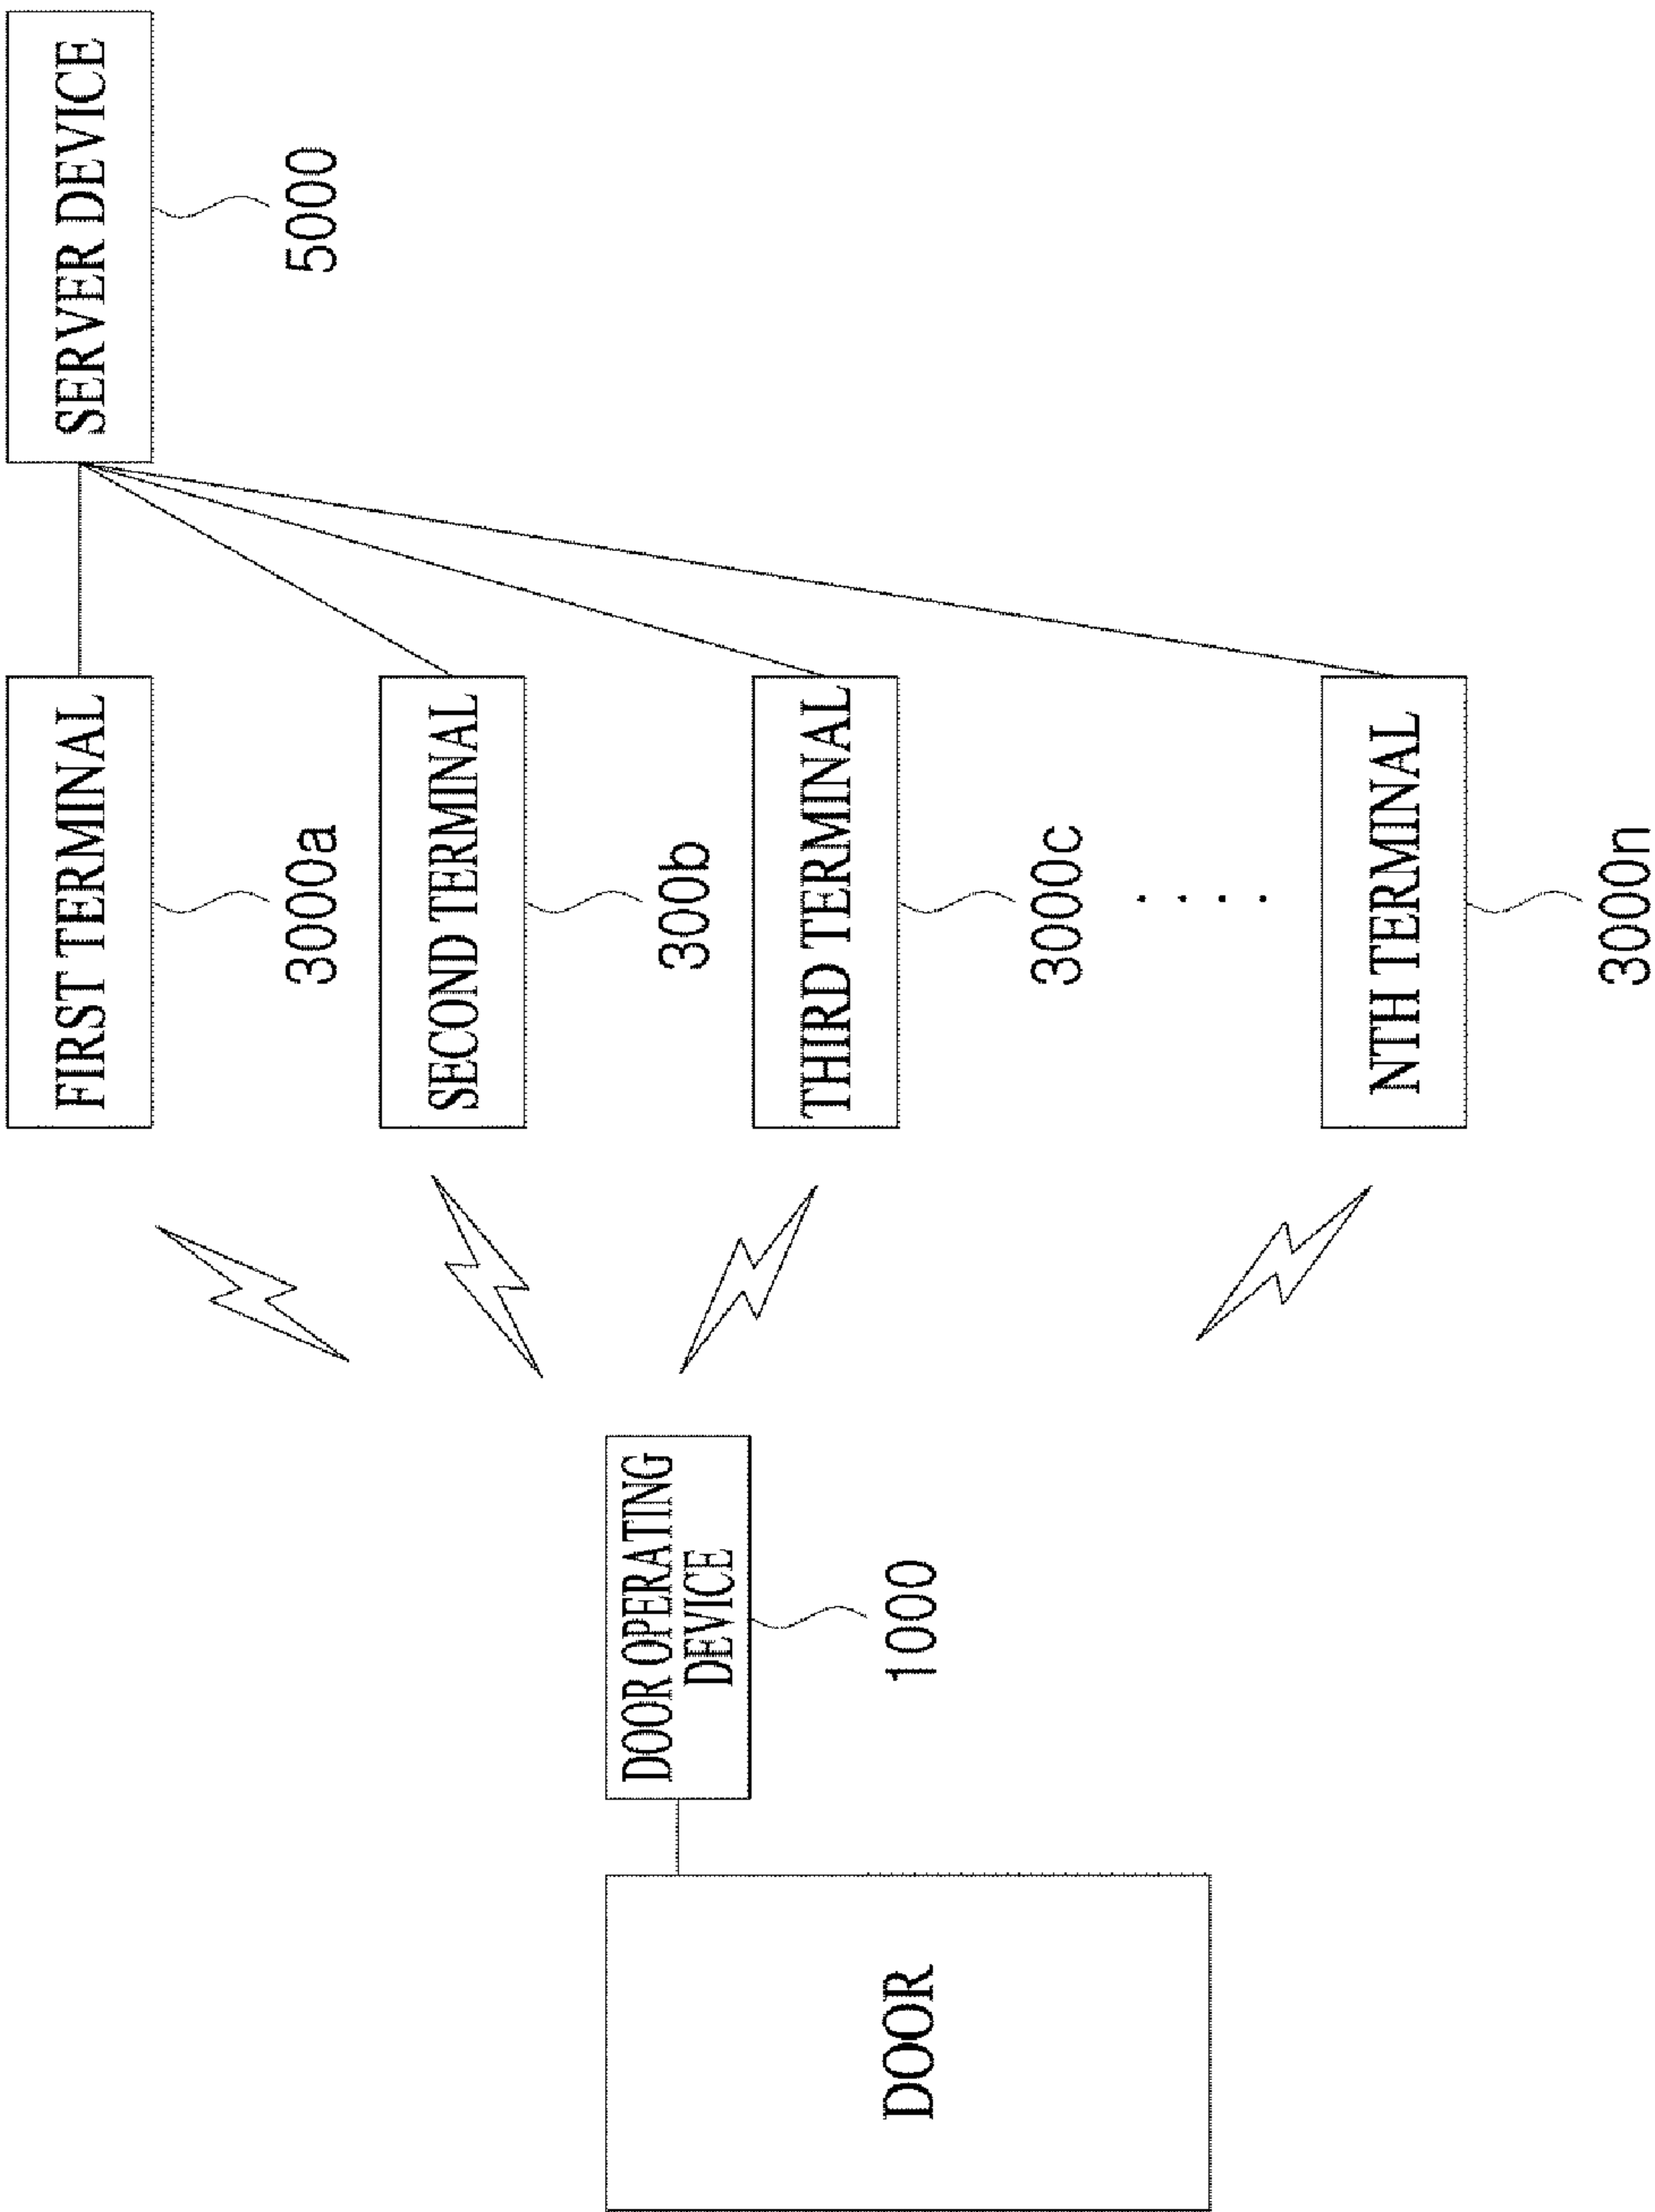 FIRST TERMINAL
SERVER DEVICE
3000a
5000
SECOND TERMINAL
300b
DOOR OPERATING
DEVICE
THIRD TERMINAL
DOOR
1000
3000c
. . . .
NTH TERMINAL
3000n